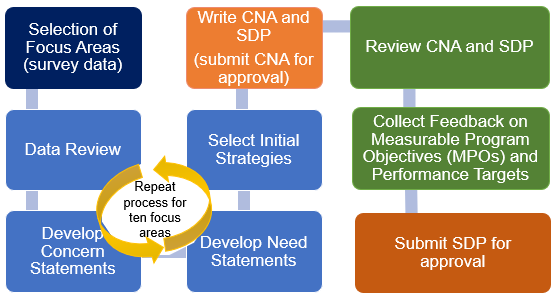 Selection of
Focus Areas
(survey data)
Data Review
Develop
Concern
Statements
Repeat
process for
ten focus
areas
Develop Need
Statements
Select Initial
Strategies
Write CNA and
SDP
(submit CNA for
approval)
Review CNA and SDP
Collect Feedback on
Measurable Program
Objectives (MPOs) and
Performance Targets
Submit SDP for
approval